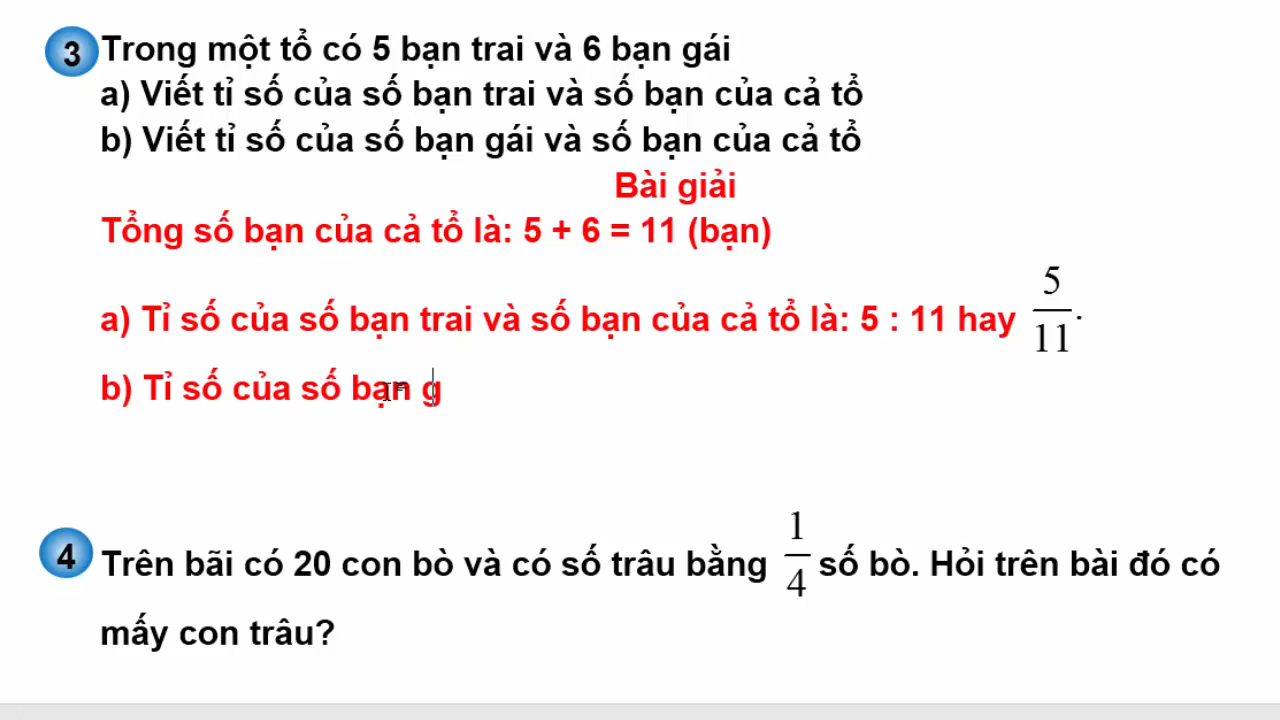 3 Trong một tổ có 5 bạn trai và 6 bạn gái
a) Viết tỉ số của số bạn trai và số bạn của cả tổ
b) Viết tỉ số của số bạn gái và số bạn của cả tổ
Bài giải
Tổng số bạn của cả tổ là: 5 + 6 = 11 (bạn)
a) Tỉ số của số bạn trai và số bạn của cả tổ là: 5 : 11 hay 5/11.
b) Tỉ số của số bạn g
4 Trên bãi có 20 con bò và có số trâu bằng 1/4 số bò. Hỏi trên bài đó có
mấy con trâu?